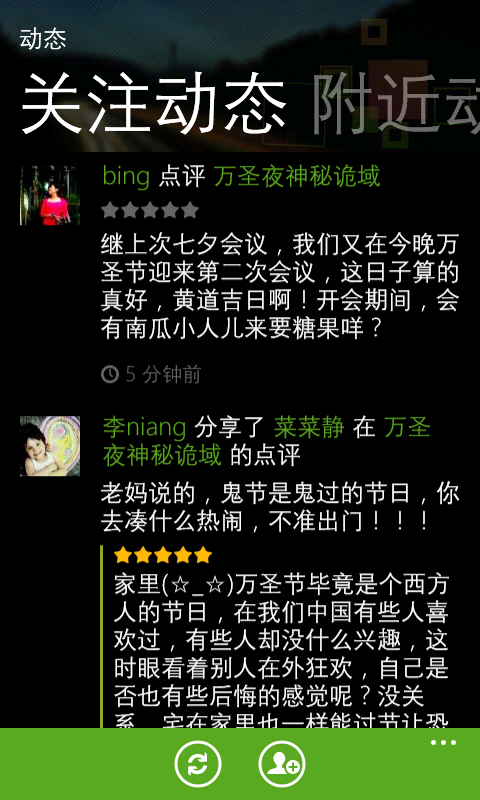 动态
关注动态 附近动
bing 点评 万圣夜神秘诡域
继上次七夕会议，我们又在今晚万
圣节迎来第二次会议，这日子算的
真好，黄道吉日啊！开会期间，会
有南瓜小人儿来要糖果咩？
5 分钟前
李niang 分享了 菜菜静 在 万圣
夜神秘诡域 的点评
老妈说的，鬼节是鬼过的节日，你
去凑什么热闹，不准出门！！！
家里(☆_☆)万圣节毕竟是个西方
人的节日，在我们中国有些人喜
欢过，有些人却没什么兴趣，这
时眼看着别人在外狂欢，自己是
否也有些后悔的感觉呢？没关
系，宅在家里也一样能过节让恐